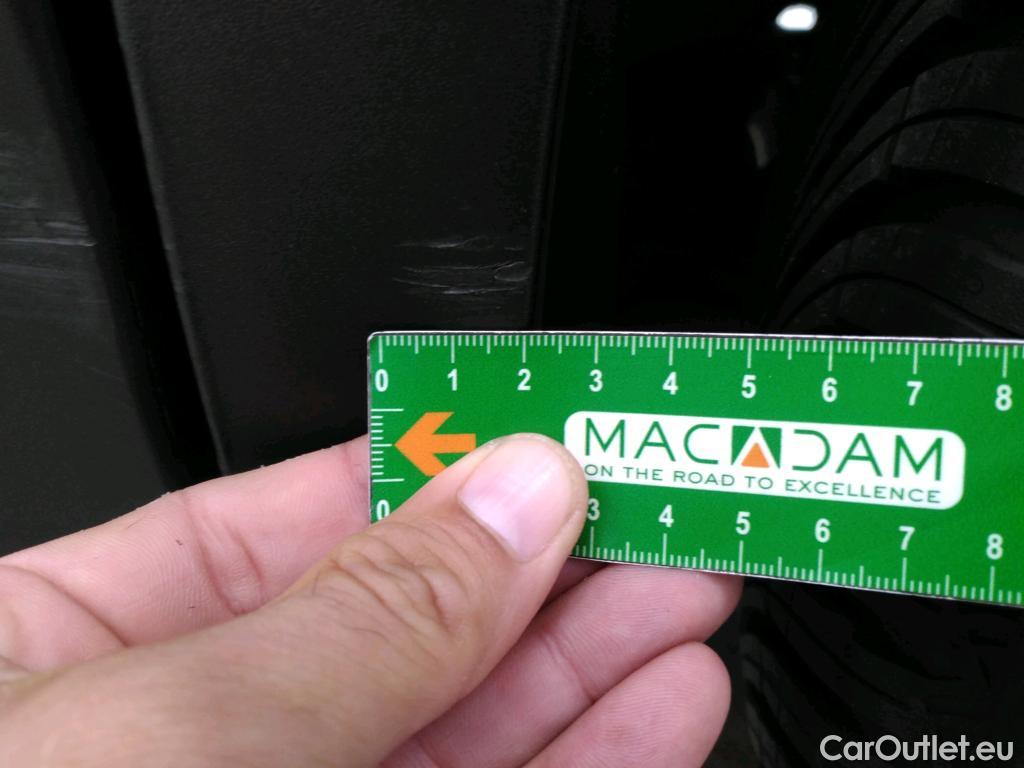 0 1 2 3 4 5 6 7 8
MACADAM
ON THE ROAD TO EXCELLENCE
0 3 4 5 6 7 8
CarOutlet.eu